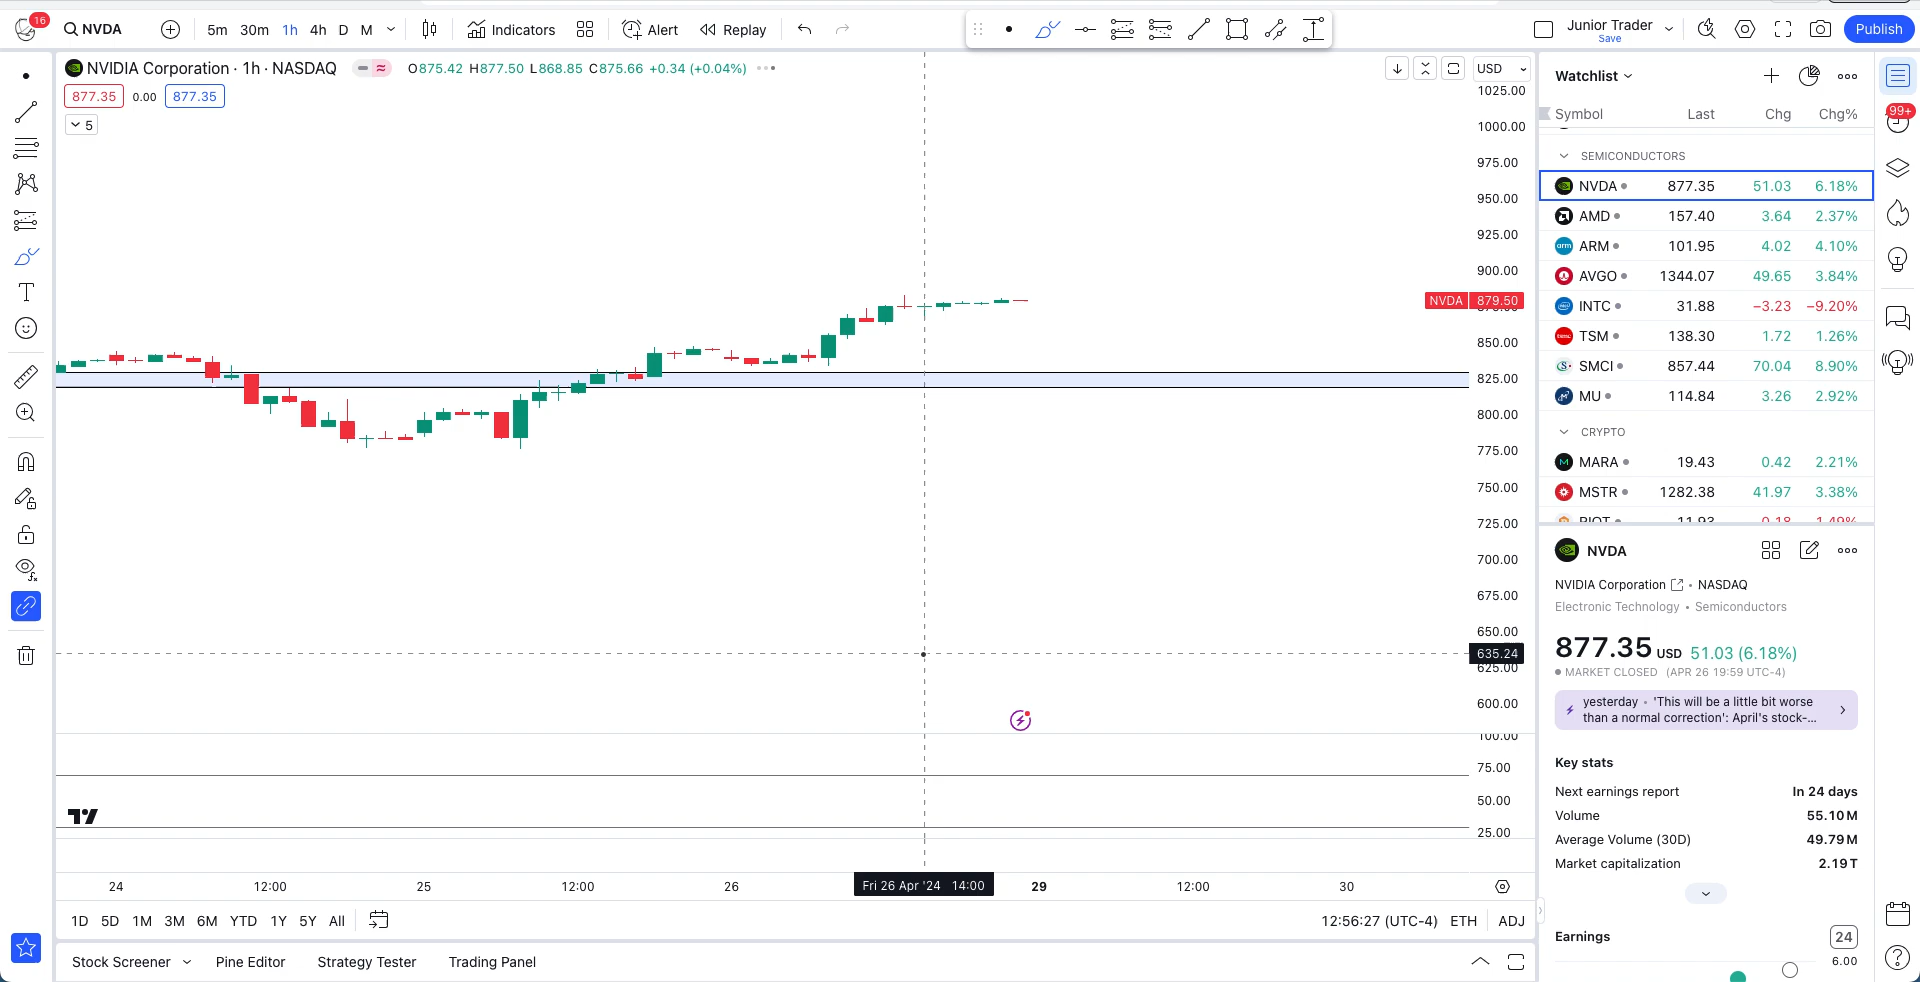 16
NVDA
5m 30m 1h 4h D M
Indicators
Alert
Replay
Junior Trader
Save
Publish
NVIDIA Corporation · 1h · NASDAQ
O875.42 H877.50 L868.85 C875.66 +0.34 (+0.04%)
877.35 0.00 877.35
5
USD
1025.00
1000.00
975.00
950.00
925.00
900.00
NVDA 879.50
850.00
825.00
800.00
775.00
750.00
725.00
700.00
675.00
650.00
635.24
625.00
600.00
100.00
75.00
50.00
25.00
24 12:00 25 12:00 26 Fri 26 Apr '24 14:00 29 12:00 30
1D 5D 1M 3M 6M YTD 1Y 5Y All
12:56:27 (UTC-4) ETH ADJ
Stock Screener Pine Editor Strategy Tester Trading Panel
Watchlist
Symbol Last Chg Chg%
SEMICONDUCTORS
NVDA 877.35 51.03 6.18%
AMD 157.40 3.64 2.37%
ARM 101.95 4.02 4.10%
AVGO 1344.07 49.65 3.84%
INTC 31.88 −3.23 −9.20%
TSM 138.30 1.72 1.26%
SMCI 857.44 70.04 8.90%
MU 114.84 3.26 2.92%
CRYPTO
MARA 19.43 0.42 2.21%
MSTR 1282.38 41.97 3.38%
99+
NVDA
NVIDIA Corporation • NASDAQ
Electronic Technology • Semiconductors
877.35 USD 51.03 (6.18%)
MARKET CLOSED (APR 26 19:59 UTC-4)
yesterday • 'This will be a little bit worse
than a normal correction': April's stock-...
Key stats
Next earnings report In 24 days
Volume 55.10M
Average Volume (30D) 49.79M
Market capitalization 2.19T
Earnings 24
6.00